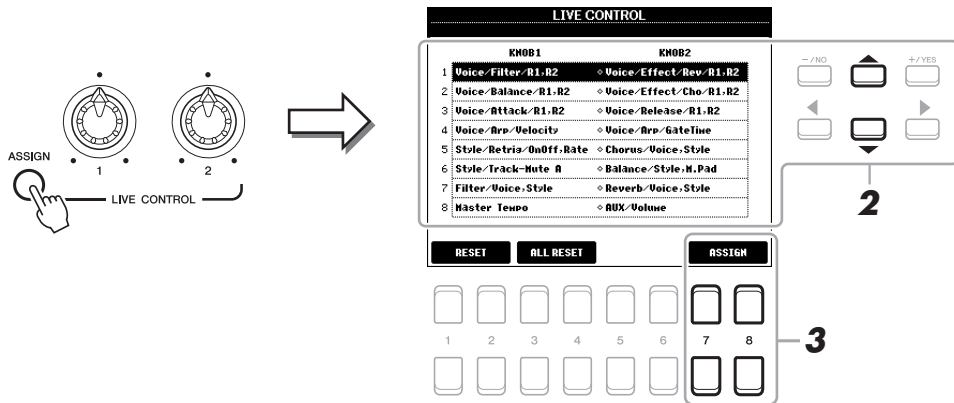 LIVE CONTROL
KNOB1 KNOB2
1 Voice/Filter/R1,R2 ◇Voice/Effect/Rev/R1,R2
2 Voice/Balance/R1,R2 ◇Voice/Effect/Cho/R1,R2
3 Voice/Attack/R1,R2 ◇Voice/Release/R1,R2
4 Voice/Arp/Velocity ◇Voice/Arp/GateTime
5 Style/Retrig/OnOff,Rate ◇Chorus/Voice,Style
6 Style/Track-Mute A ◇Balance/Style,M.Pad
7 Filter/Voice,Style ◇Reverb/Voice,Style
8 Master Tempo ◇AUX/Volume
RESET ALL RESET ASSIGN
ASSIGN
1 2
LIVE CONTROL
–/NO +/YES
2
1 2 3 4 5 6 7 8
3